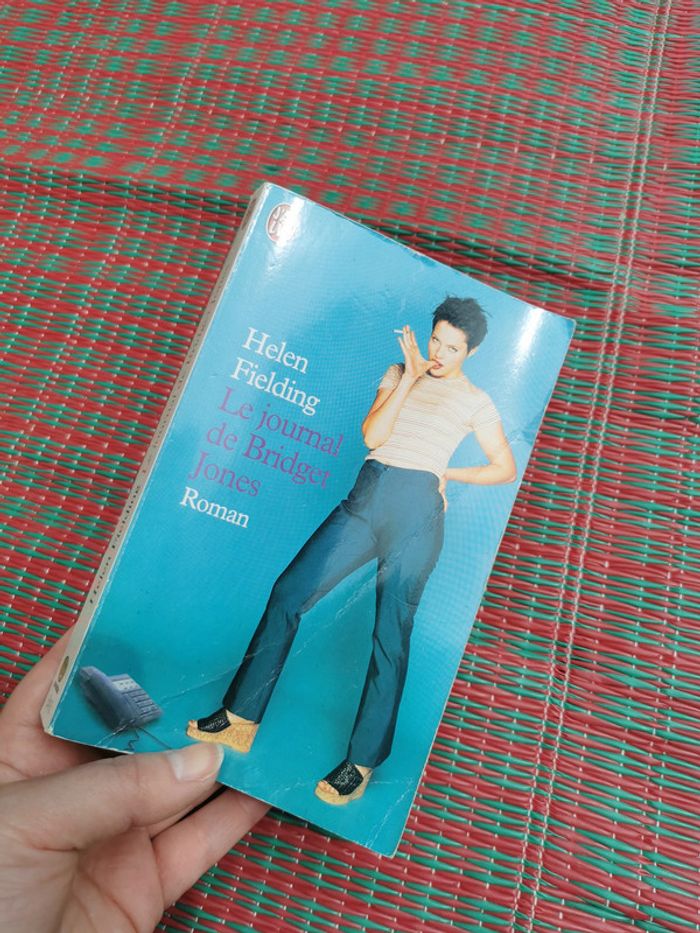 Helen
Fielding
Le journal
de Bridget
Jones
Roman